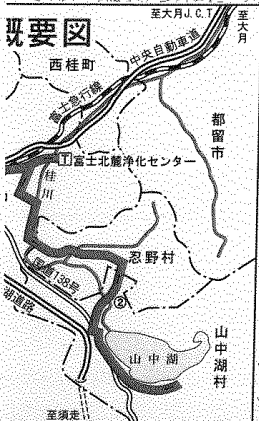 至大月J.C.T
至大月
概要図
西桂町
中央自動車道
富士急行線
都留市
富士北麓浄化センター
桂川
忍野村
国道138号
②
山中湖
山中湖村
至須走